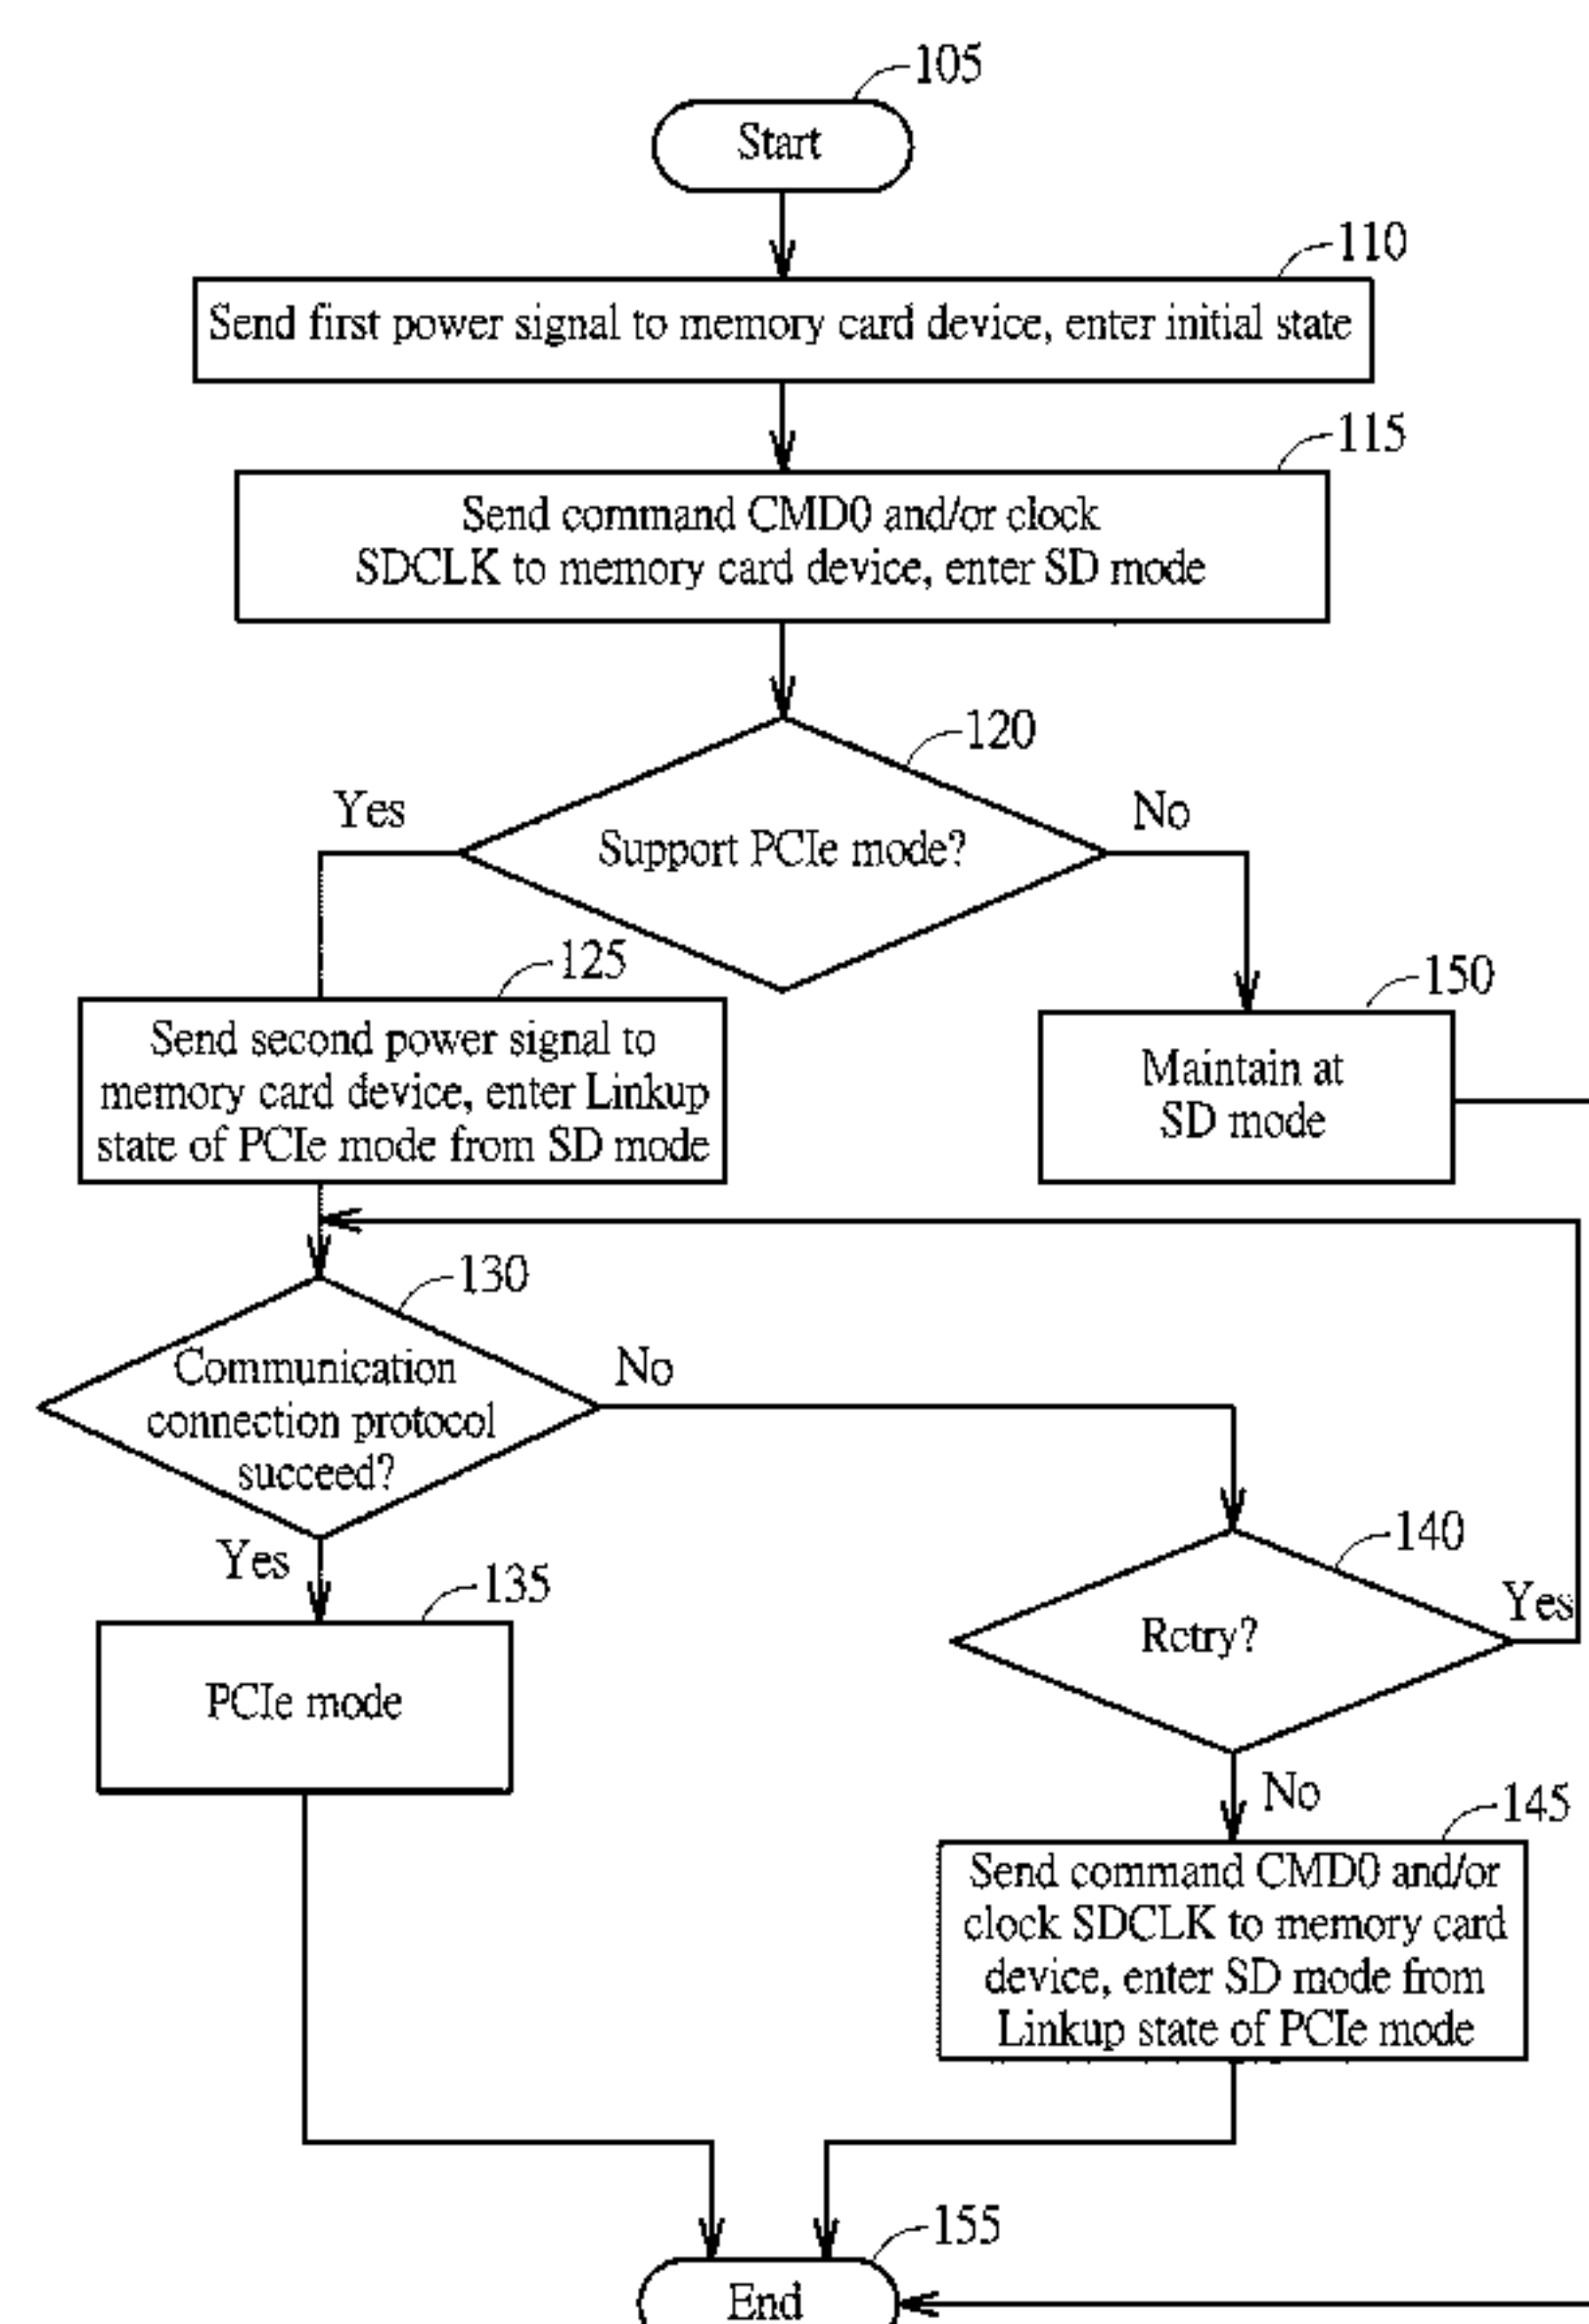 105
Start
110
Send first power signal to memory card device, enter initial state
115
Send command CMD0 and/or clock
SDCLK to memory card device, enter SD mode
120
Yes
No
Support PCIe mode?
125
Send second power signal to
memory card device, enter Linkup
state of PCIe mode from SD mode
150
Maintain at
SD mode
130
Communication
connection protocol
succeed?
No
Yes
135
PCIe mode
140
Retry?
Yes
No
145
Send command CMD0 and/or
clock SDCLK to memory card
device, enter SD mode from
Linkup state of PCIe mode
155
End